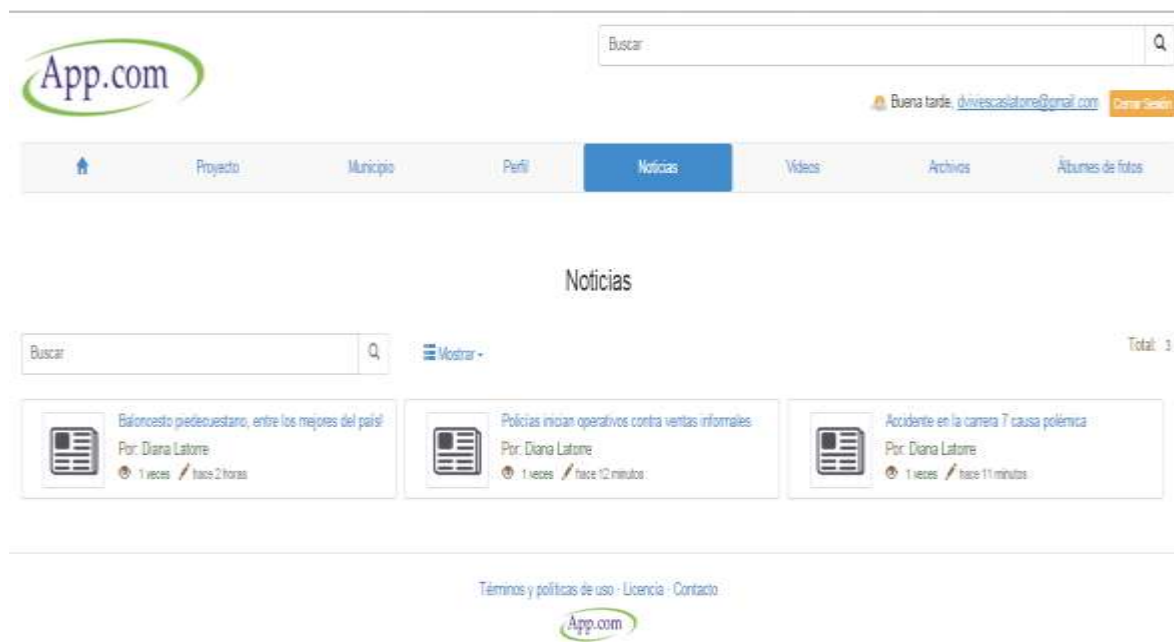 App.com
Buscar
Buena tarde, dvivescaslatorre@gmail.com Cerrar Sesión
Proyecto Municipio Perfil Noticias Videos Archivos Álbumes de fotos
Noticias
Buscar Mostrar Total: 3
Baloncesto piedecuestano, entre los mejores del país!
Por: Diana Latorre
1 veces hace 2 horas
Policías inician operativos contra ventas informales
Por: Diana Latorre
1 veces hace 12 minutos
Accidente en la carrera 7 causa polémica
Por: Diana Latorre
1 veces hace 11 minutos
Términos y políticas de uso · Licencia · Contacto
App.com